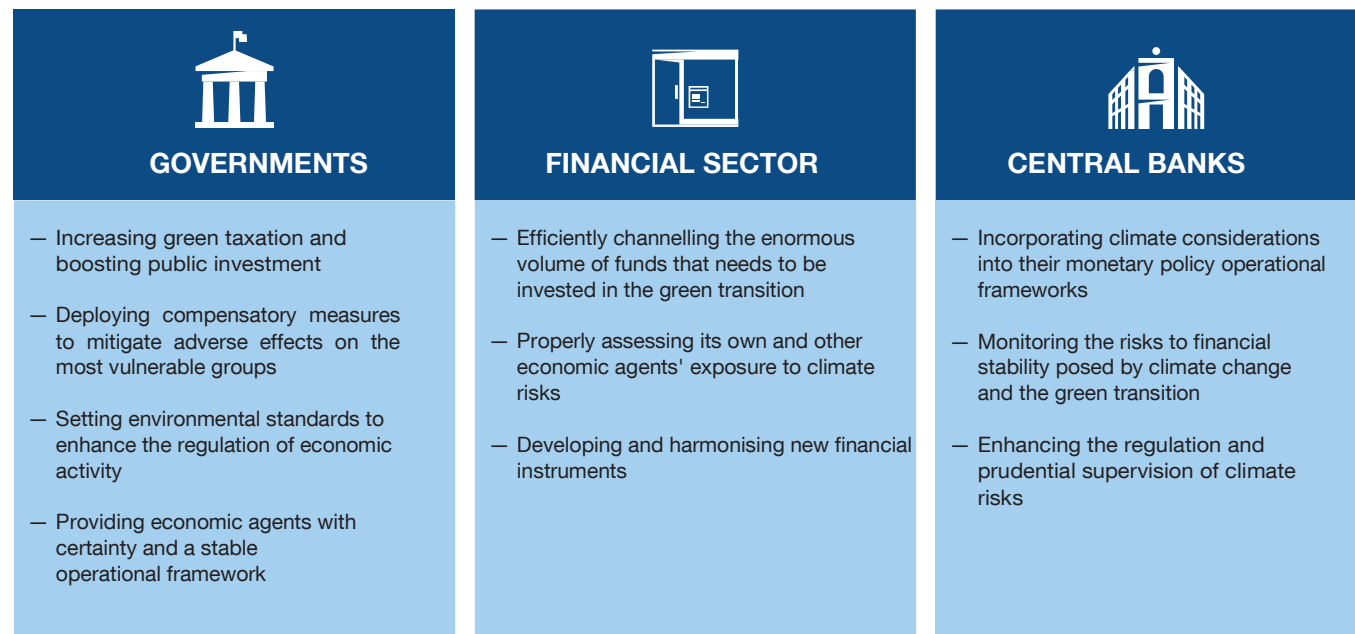 GOVERNMENTS
— Increasing green taxation and
boosting public investment
— Deploying compensatory measures
to mitigate adverse effects on the
most vulnerable groups
— Setting environmental standards to
enhance the regulation of economic
activity
— Providing economic agents with
certainty and a stable
operational framework
FINANCIAL SECTOR
— Efficiently channelling the enormous
volume of funds that needs to be
invested in the green transition
— Properly assessing its own and other
economic agents' exposure to climate
risks
— Developing and harmonising new financial
instruments
CENTRAL BANKS
— Incorporating climate considerations
into their monetary policy operational
frameworks
— Monitoring the risks to financial
stability posed by climate change
and the green transition
— Enhancing the regulation and
prudential supervision of climate
risks